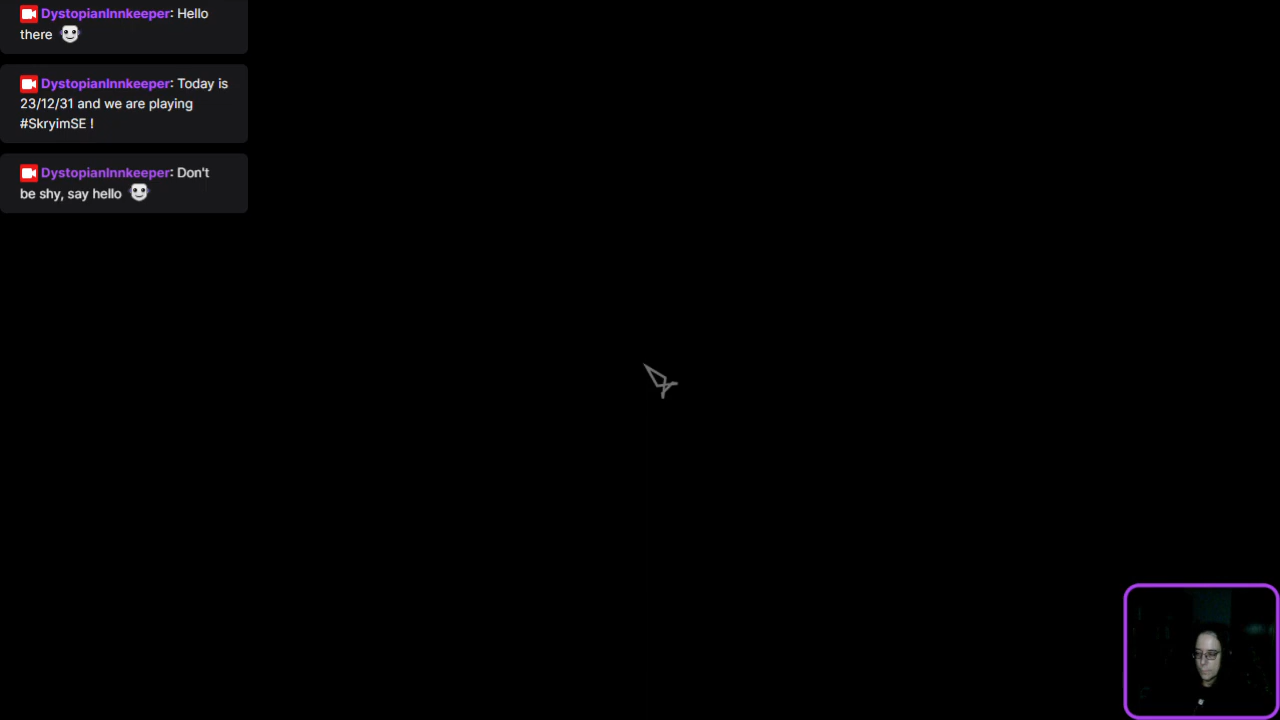 DystopianInnkeeper: Hello
there
DystopianInnkeeper: Today is
23/12/31 and we are playing
#SkryimSE !
DystopianInnkeeper: Don't
be shy, say hello